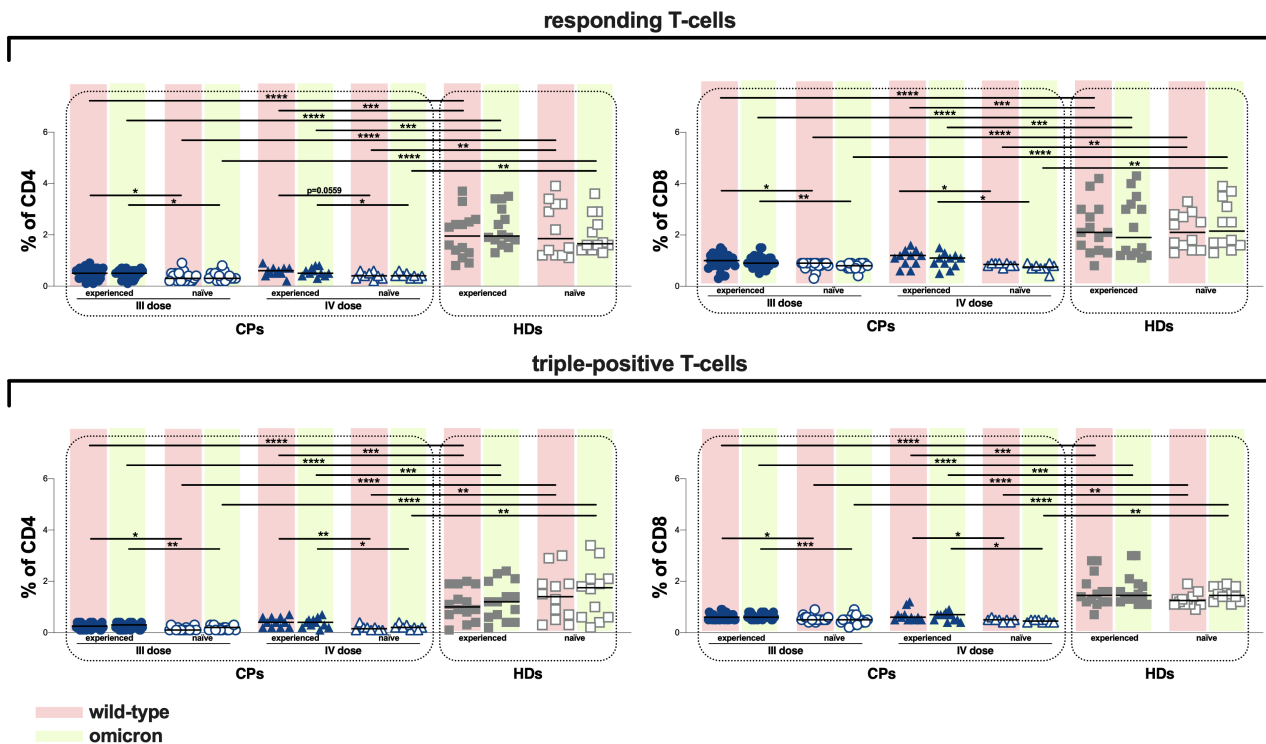 responding T-cells
**** *** **** *** **** ** **** **
* * p=0.0559 *
% of CD4
6
4
2
0
experienced naïve experienced naïve experienced naïve
III dose IV dose
CPs HDs
**** *** **** *** **** ** **** **
* ** * *
% of CD8
6
4
2
0
experienced naïve experienced naïve experienced naïve
III dose IV dose
CPs HDs
triple-positive T-cells
**** *** **** *** **** ** **** **
* ** ** *
% of CD4
6
4
2
0
experienced naïve experienced naïve experienced naïve
III dose IV dose
CPs HDs
**** *** **** *** **** ** **** **
* *** * *
% of CD8
6
4
2
0
experienced naïve experienced naïve experienced naïve
III dose IV dose
CPs HDs
wild-type
omicron